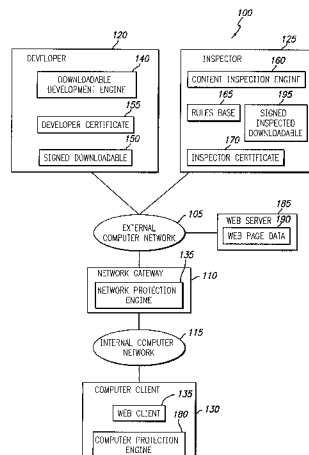 100
120
125
DEVELOPER
140
DOWNLOADABLE
DEVELOPMENT ENGINE
155
DEVELOPER CERTIFICATE
150
SIGNED DOWNLOADABLE
INSPECTOR
160
CONTENT INSPECTION ENGINE
165
195
RULES BASE
SIGNED
INSPECTED
DOWNLOADABLE
170
INSPECTOR CERTIFICATE
105
EXTERNAL
COMPUTER NETWORK
185
WEB SERVER
190
WEB PAGE DATA
135
NETWORK GATEWAY
110
NETWORK PROTECTION
ENGINE
115
INTERNAL COMPUTER
NETWORK
COMPUTER CLIENT
135
WEB CLIENT
180
130
COMPUTER PROTECTION
ENGINE